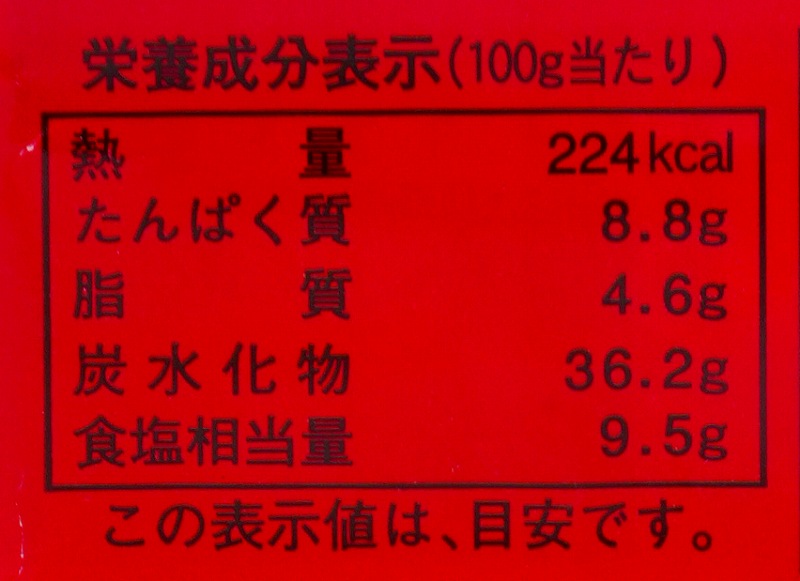 栄養成分表示(100g当たり)
熱量 224kcal
たんぱく質 8.8g
脂質 4.6g
炭水化物 36.2g
食塩相当量 9.5g
この表示値は、目安です。